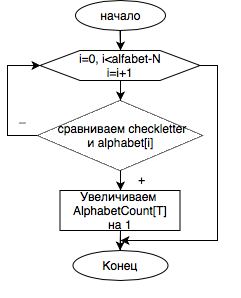 начало
i=0, i<alfabet-N
i=i+1
–
сравниваем checkletter
и alphabet[i]
+
Увеличиваем
AlphabetCount[T]
на 1
Конец